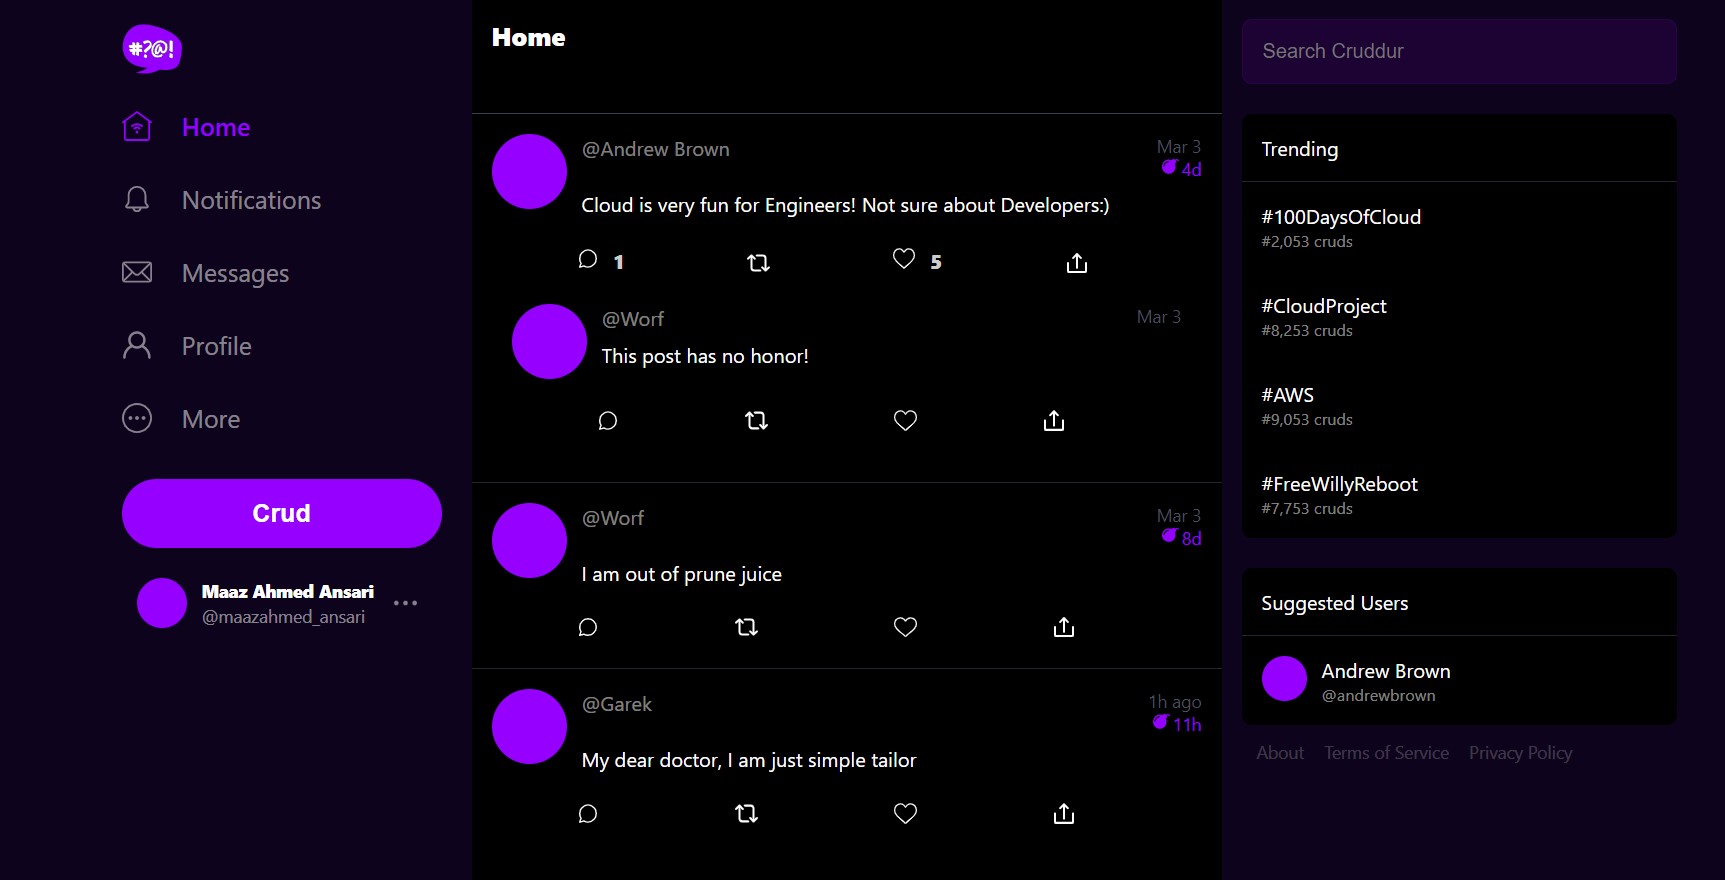 #?@!
Home
Notifications
Messages
Profile
More
Crud
Maaz Ahmed Ansari
@maazahmed_ansari
Home
@Andrew Brown
Mar 3
4d
Cloud is very fun for Engineers! Not sure about Developers:)
1 5
@Worf
Mar 3
This post has no honor!
@Worf
Mar 3
8d
I am out of prune juice
@Garek
1h ago
11h
My dear doctor, I am just simple tailor
Search Cruddur
Trending
#100DaysOfCloud
#2,053 cruds
#CloudProject
#8,253 cruds
#AWS
#9,053 cruds
#FreeWillyReboot
#7,753 cruds
Suggested Users
Andrew Brown
@andrewbrown
About Terms of Service Privacy Policy